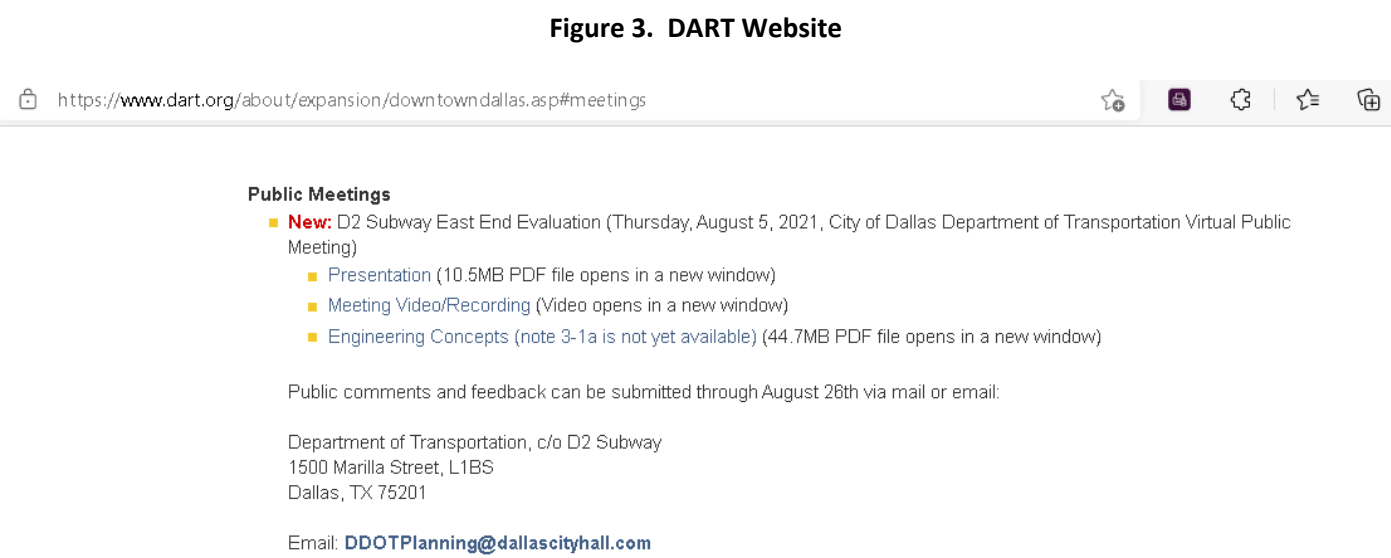 Figure 3. DART Website
https://www.dart.org/about/expansion/downtowndallas.asp#meetings
Public Meetings
New: D2 Subway East End Evaluation (Thursday, August 5, 2021, City of Dallas Department of Transportation Virtual Public
Meeting)
Presentation (10.5MB PDF file opens in a new window)
Meeting Video/Recording (Video opens in a new window)
Engineering Concepts (note 3-1a is not yet available) (44.7MB PDF file opens in a new window)
Public comments and feedback can be submitted through August 26th via mail or email:
Department of Transportation, c/o D2 Subway
1500 Marilla Street, L1BS
Dallas, TX 75201
Email: DDOTPlanning@dallascityhall.com